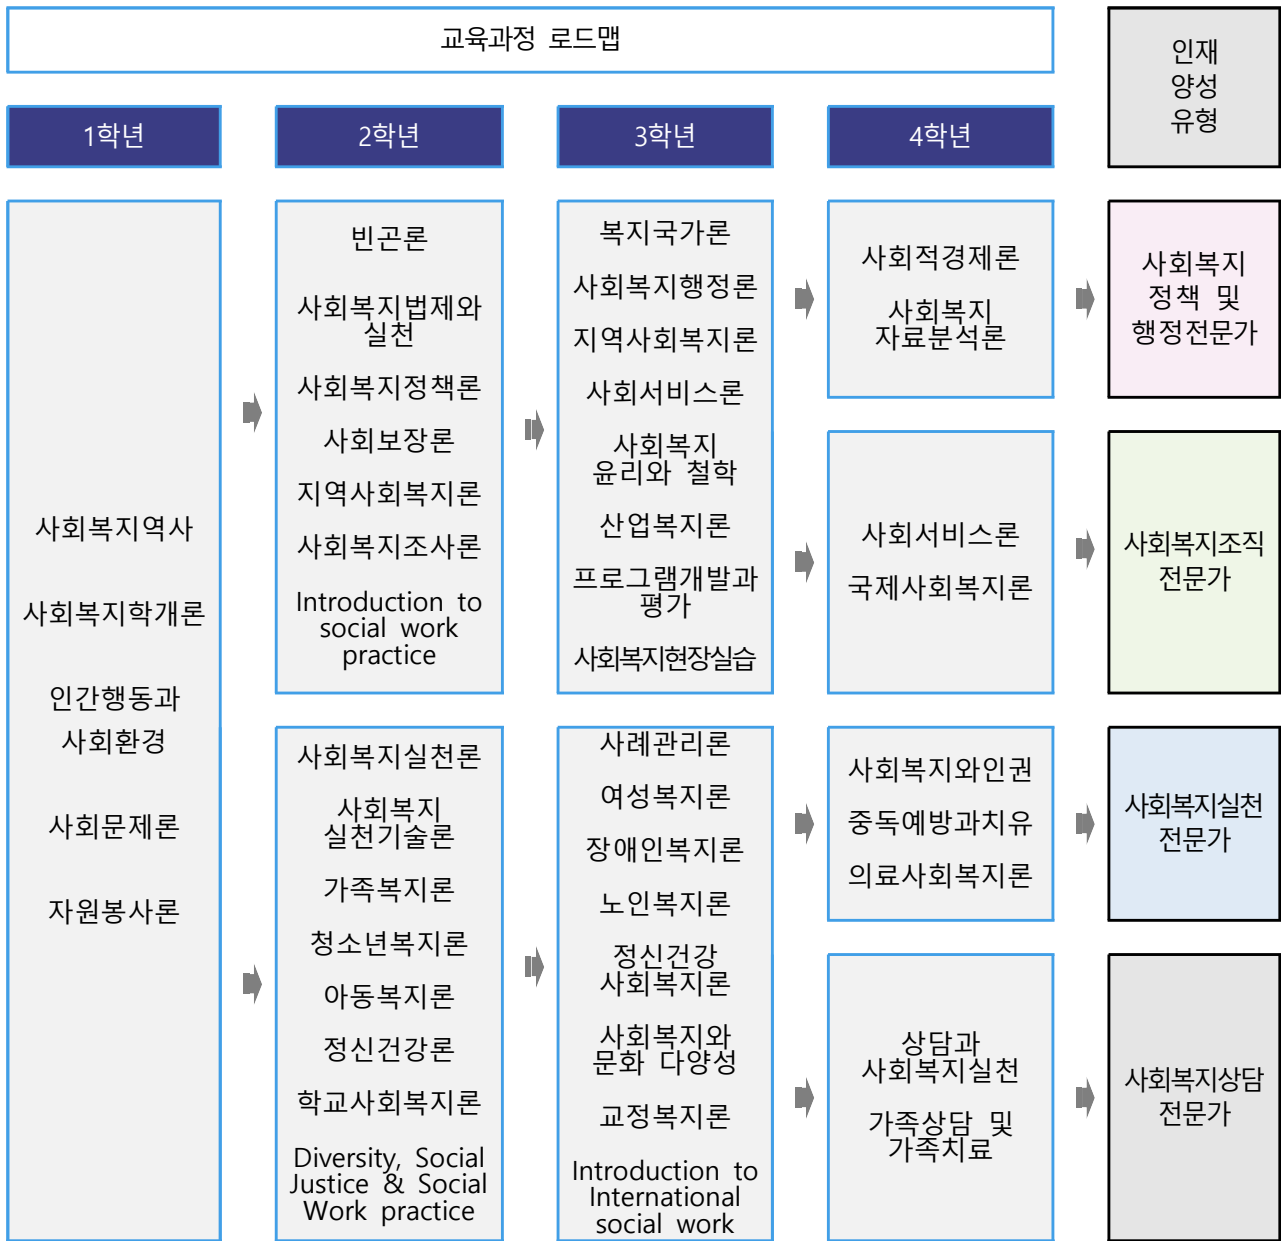 교육과정 로드맵
인재
양성
유형
1학년
2학년
3학년
4학년
사회복지역사
사회복지학개론
인간행동과
사회환경
사회문제론
자원봉사론
빈곤론
사회복지법제와
실천
사회복지정책론
사회보장론
지역사회복지론
사회복지조사론
Introduction to
social work
practice
복지국가론
사회복지행정론
지역사회복지론
사회서비스론
사회복지
윤리와 철학
산업복지론
프로그램개발과
평가
사회복지현장실습
사회적경제론
사회복지
자료분석론
사회복지
정책 및
행정전문가
사회서비스론
국제사회복지론
사회복지조직
전문가
사회복지실천론
사회복지
실천기술론
가족복지론
청소년복지론
아동복지론
정신건강론
학교사회복지론
Diversity, Social
Justice & Social
Work practice
사례관리론
여성복지론
장애인복지론
노인복지론
정신건강
사회복지론
사회복지와
문화 다양성
교정복지론
Introduction to
International
social work
사회복지와인권
중독예방과치유
의료사회복지론
사회복지실천
전문가
상담과
사회복지실천
가족상담 및
가족치료
사회복지상담
전문가